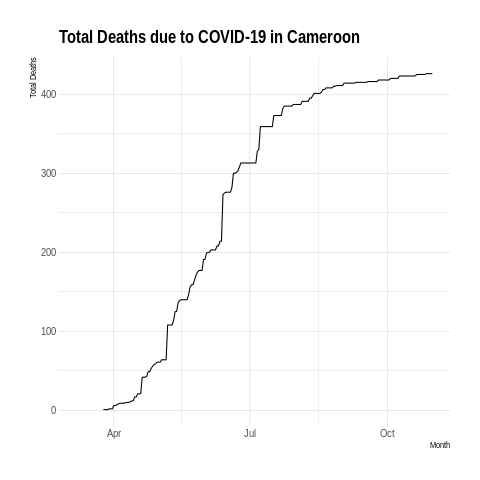 Total Deaths due to COVID-19 in Cameroon
Total Deaths
400
300
200
100
0
Apr
Jul
Oct
Month